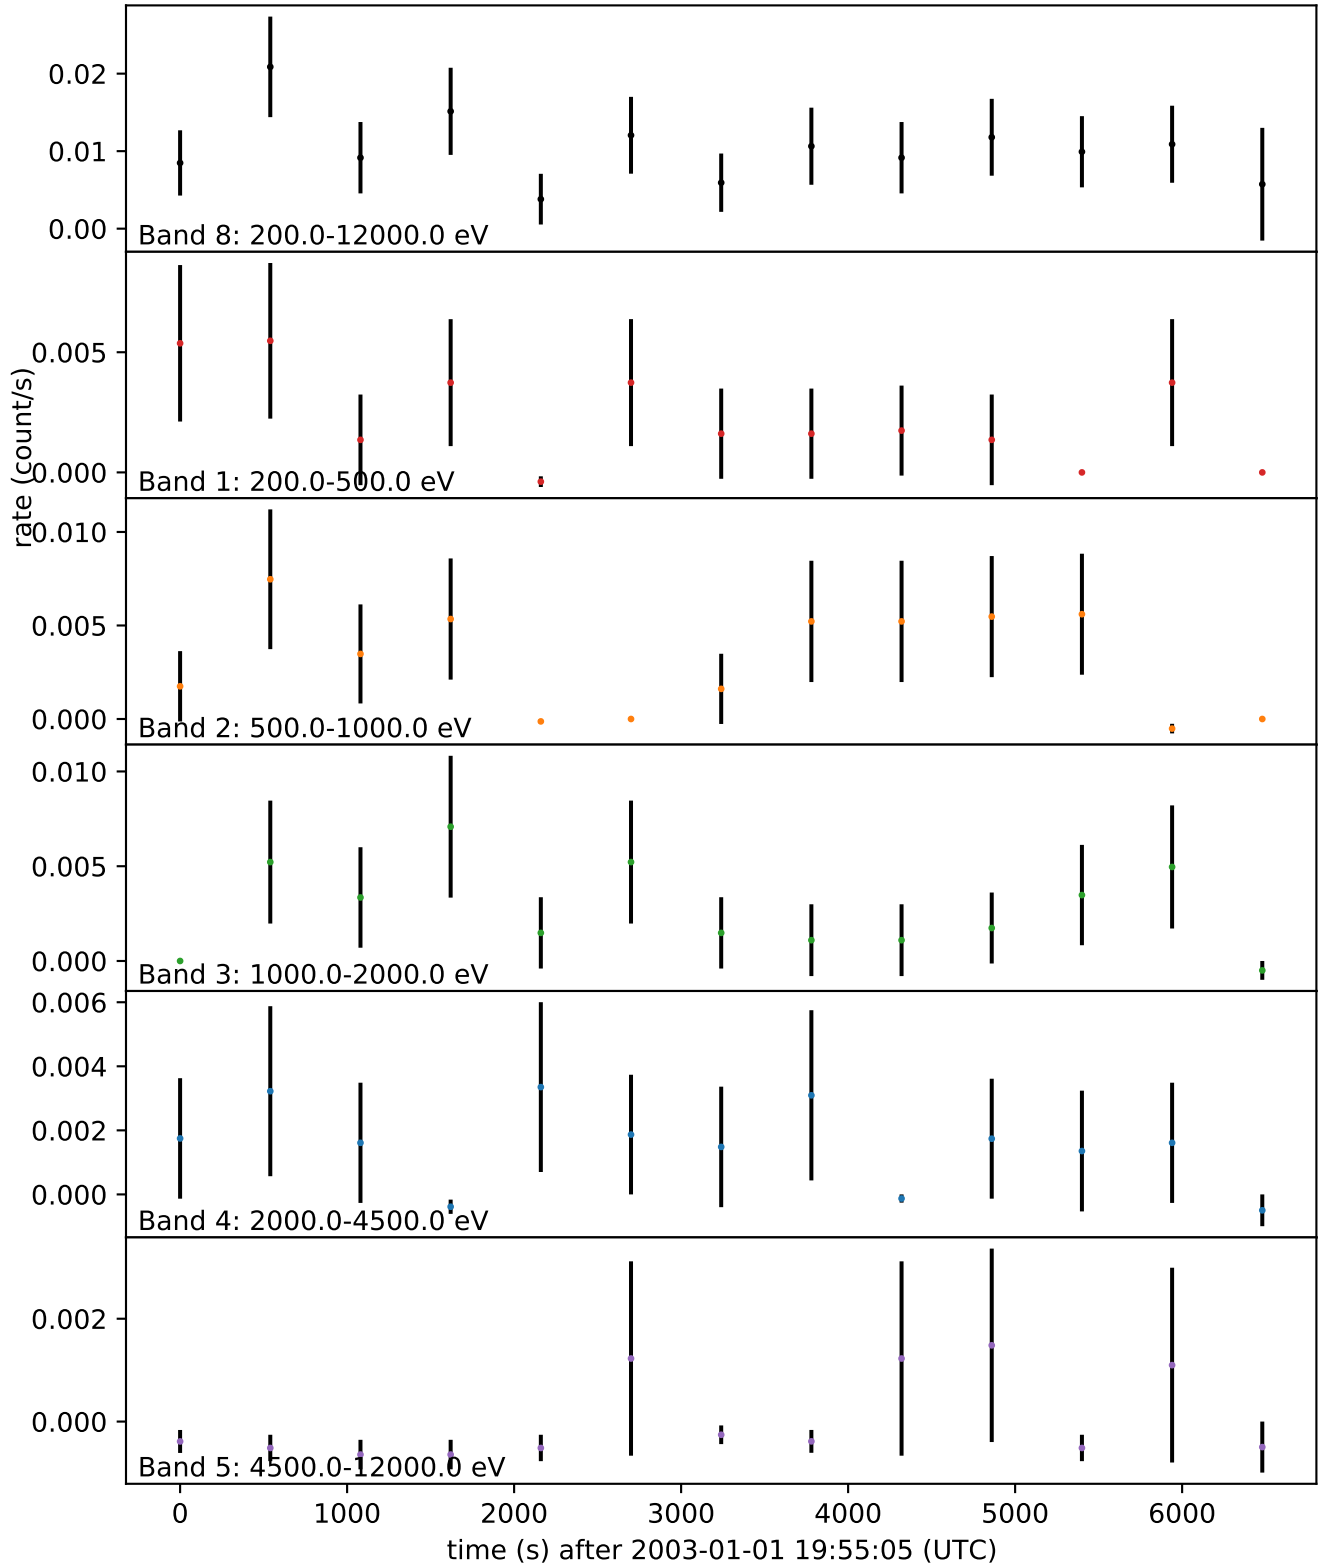 0.02
0.01
0.00
Band 8: 200.0-12000.0 eV
0.005
0.000
Band 1: 200.0-500.0 eV
rate (count/s)
0.010
0.005
0.000
Band 2: 500.0-1000.0 eV
0.010
0.005
0.000
Band 3: 1000.0-2000.0 eV
0.006
0.004
0.002
0.000
Band 4: 2000.0-4500.0 eV
0.002
0.000
Band 5: 4500.0-12000.0 eV
0 1000 2000 3000 4000 5000 6000
time (s) after 2003-01-01 19:55:05 (UTC)